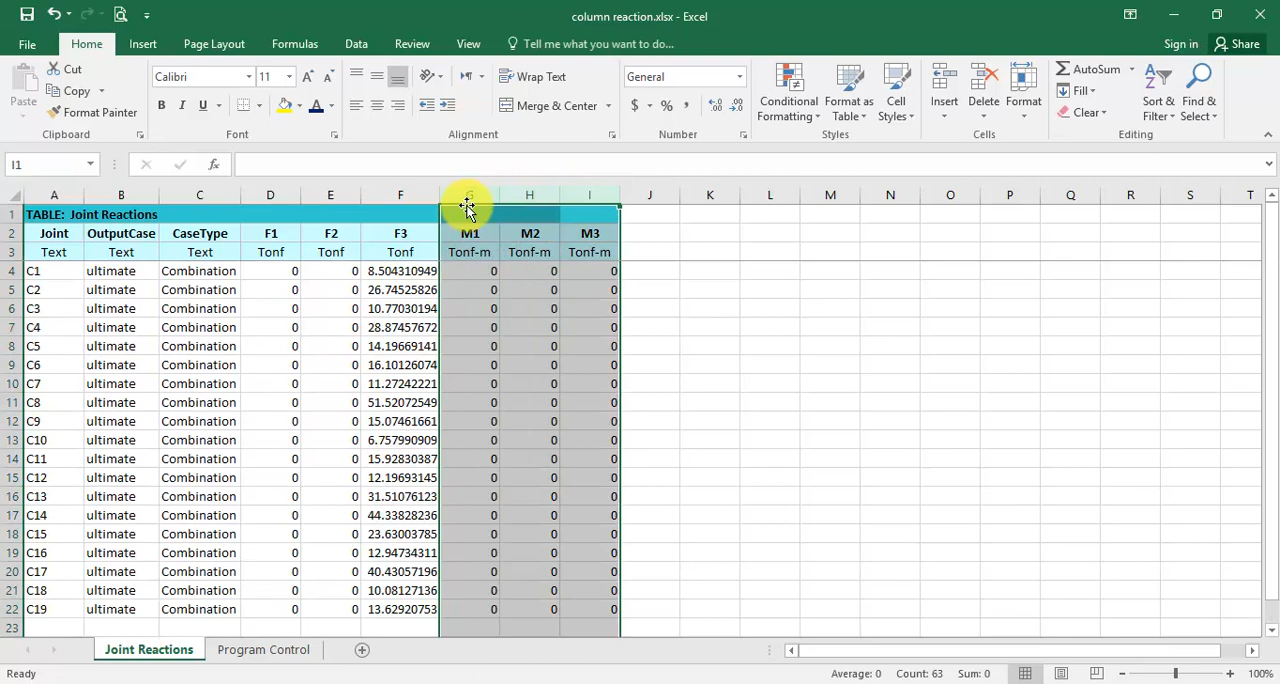 column reaction.xlsx - Excel
File Home Insert Page Layout Formulas Data Review View Tell me what you want to do... Sign in Share
Paste Cut Copy Format Painter Clipboard
Calibri 11 B I U A Font
Wrap Text Merge & Center Alignment
General $ % , Number
Conditional Formatting Format as Table Cell Styles Styles
Insert Delete Format Cells
AutoSum Fill Clear Sort & Filter Find & Select Editing
I1 fx
A B C D E F G H I J K L M N O P Q R S T
1 TABLE: Joint Reactions
2 Joint OutputCase CaseType F1 F2 F3 M1 M2 M3
3 Text Text Text Tonf Tonf Tonf Tonf-m Tonf-m Tonf-m
4 C1 ultimate Combination 0 0 8.504310949 0 0 0
5 C2 ultimate Combination 0 0 26.74525826 0 0 0
6 C3 ultimate Combination 0 0 10.77030194 0 0 0
7 C4 ultimate Combination 0 0 28.87457672 0 0 0
8 C5 ultimate Combination 0 0 14.19669141 0 0 0
9 C6 ultimate Combination 0 0 16.10126074 0 0 0
10 C7 ultimate Combination 0 0 11.27242221 0 0 0
11 C8 ultimate Combination 0 0 51.52072549 0 0 0
12 C9 ultimate Combination 0 0 15.07461661 0 0 0
13 C10 ultimate Combination 0 0 6.757990909 0 0 0
14 C11 ultimate Combination 0 0 15.92830387 0 0 0
15 C12 ultimate Combination 0 0 12.19693145 0 0 0
16 C13 ultimate Combination 0 0 31.51076123 0 0 0
17 C14 ultimate Combination 0 0 44.33828236 0 0 0
18 C15 ultimate Combination 0 0 23.63003785 0 0 0
19 C16 ultimate Combination 0 0 12.94734311 0 0 0
20 C17 ultimate Combination 0 0 40.43057196 0 0 0
21 C18 ultimate Combination 0 0 10.08127136 0 0 0
22 C19 ultimate Combination 0 0 13.62920753 0 0 0
23
Joint Reactions Program Control
Ready Average: 0 Count: 63 Sum: 0 100%